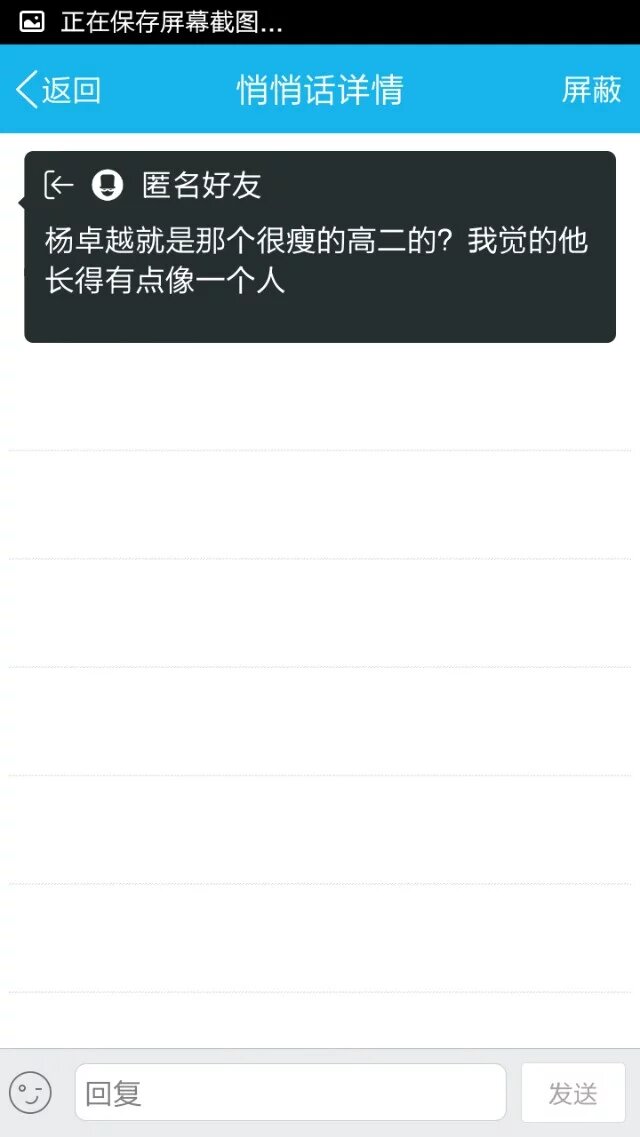 正在保存屏幕截图...
返回 悄悄话详情 屏蔽
匿名好友
杨卓越就是那个很瘦的高二的？我觉的他
长得有点像一个人
回复 发送